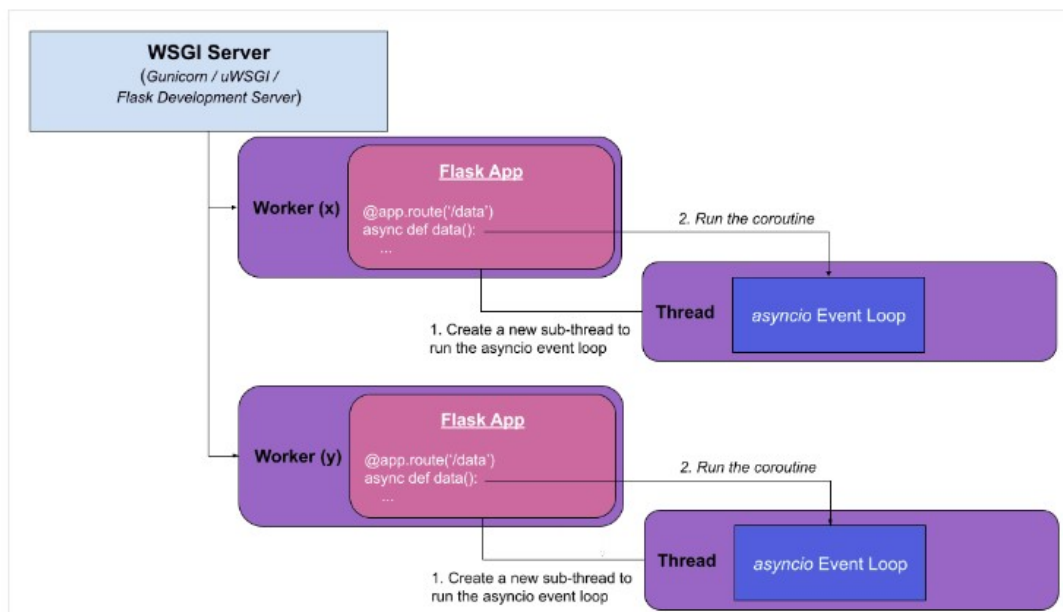 WSGI Server
(Gunicorn / uWSGI /
Flask Development Server)
Flask App
Worker (x)
@app.route('/data')
async def data():
...
2. Run the coroutine
Thread
asyncio Event Loop
1. Create a new sub-thread to
run the asyncio event loop
Flask App
Worker (y)
@app.route('/data')
async def data():
...
2. Run the coroutine
Thread
asyncio Event Loop
1. Create a new sub-thread to
run the asyncio event loop